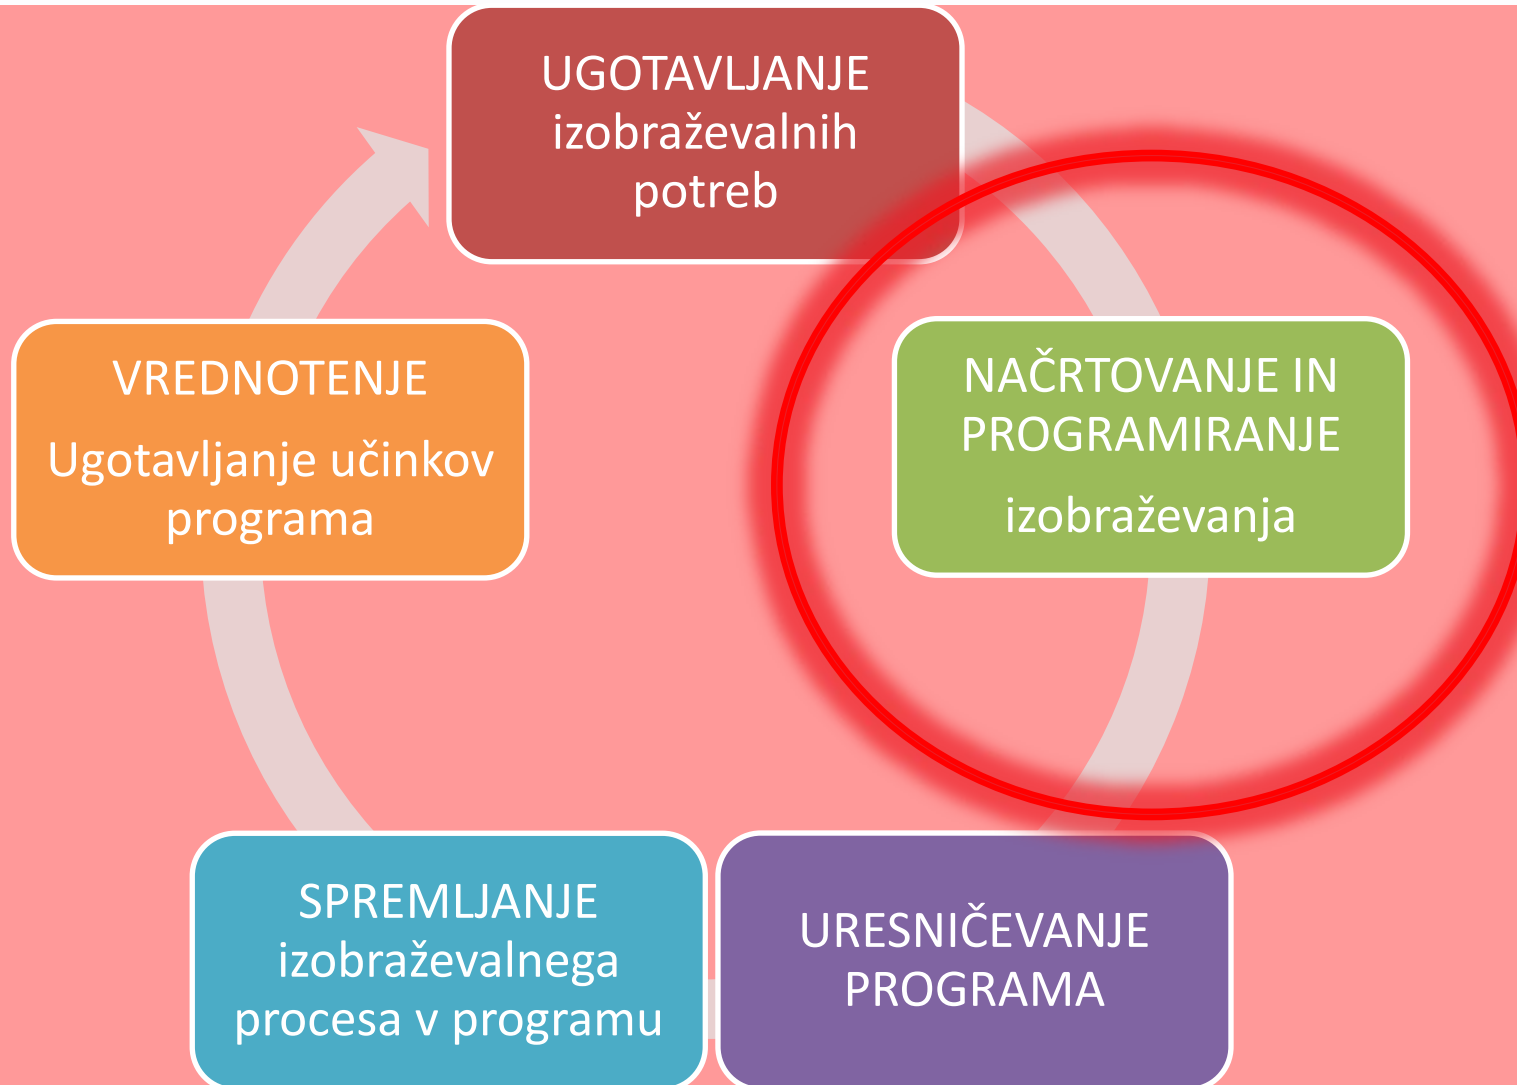 UGOTAVLJANJE
izobraževalnih
potreb
NAČRTOVANJE IN
PROGRAMIRANJE
izobraževanja
URESNIČEVANJE
PROGRAMA
SPREMLJANJE
izobraževalnega
procesa v programu
VREDNOTENJE
Ugotavljanje učinkov
programa